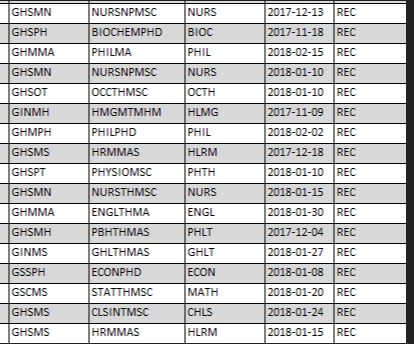 GHSMN NURSNPMSC NURS 2017-12-13 REC
GHSPH BIOCHEMPHD BIOC 2017-11-18 REC
GHMMA PHILMA PHIL 2018-02-15 REC
GHSMN NURSNPMSC NURS 2018-01-10 REC
GHSOT OCCTHMSC OCTH 2018-01-10 REC
GINMH HMGMTMHM HLMG 2017-11-09 REC
GHMPH PHILPHD PHIL 2018-02-02 REC
GHSMS HRMMAS HLRM 2017-12-18 REC
GHSPT PHYSIOMSC PHTH 2018-01-10 REC
GHSMN NURSTHMSC NURS 2018-01-15 REC
GHMMA ENGLTHMA ENGL 2018-01-30 REC
GHSMH PBHTHMAS PHLT 2017-12-04 REC
GINMS GHLTHMAS GHLT 2018-01-27 REC
GSSPH ECONPHD ECON 2018-01-08 REC
GSCMS STATTHMSC MATH 2018-01-20 REC
GHSMS CLSINTMSC CHLS 2018-01-24 REC
GHSMS HRMMAS HLRM 2018-01-15 REC